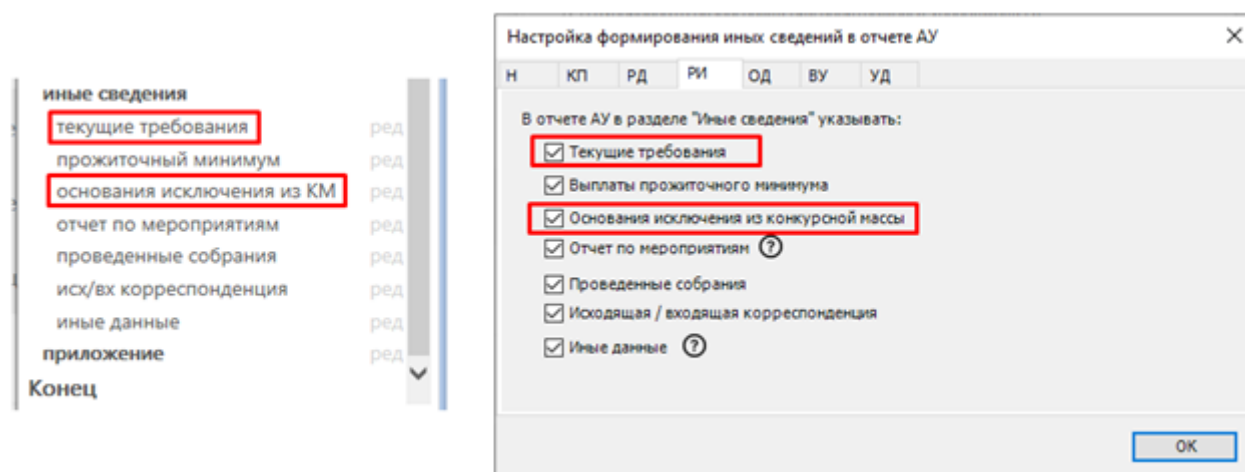 иные сведения
текущие требования ред
прожиточный минимум ред
основания исключения из КМ ред
отчет по мероприятиям ред
проведенные собрания ред
исх/вх корреспонденция ред
иные данные ред
приложение ред
Конец
Настройка формирования иных сведений в отчете АУ
Н КП РД РИ ОД ВУ УД
В отчете АУ в разделе "Иные сведения" указывать:
Текущие требования
Выплаты прожиточного минимума
Основания исключения из конкурсной массы
Отчет по мероприятиям ?
Проведенные собрания
Исходящая / входящая корреспонденция
Иные данные ?
ОК